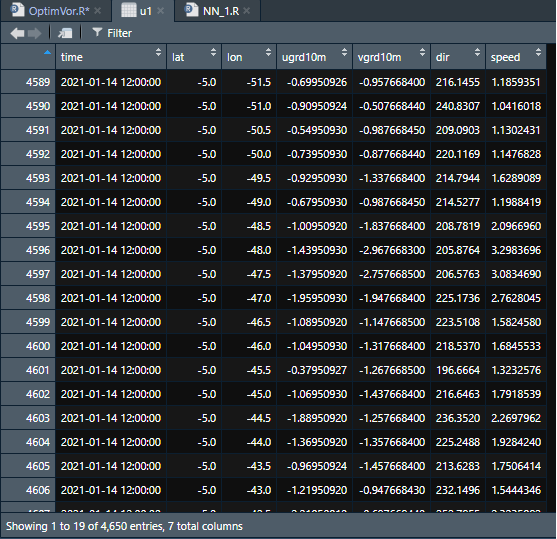 OptimVor.R* u1 NN_1.R
Filter
time lat lon ugrd10m vgrd10m dir speed
4589 2021-01-14 12:00:00 -5.0 -51.5 -0.69950926 -0.957668400 216.1455 1.1859351
4590 2021-01-14 12:00:00 -5.0 -51.0 -0.90950924 -0.507668440 240.8307 1.0416018
4591 2021-01-14 12:00:00 -5.0 -50.5 -0.54950930 -0.987668450 209.0903 1.1302431
4592 2021-01-14 12:00:00 -5.0 -50.0 -0.73950930 -0.877668440 220.1169 1.1476828
4593 2021-01-14 12:00:00 -5.0 -49.5 -0.92950930 -1.337668400 214.7944 1.6289089
4594 2021-01-14 12:00:00 -5.0 -49.0 -0.67950930 -0.987668450 214.5277 1.1988419
4595 2021-01-14 12:00:00 -5.0 -48.5 -1.00950920 -1.837668400 208.7819 2.0966960
4596 2021-01-14 12:00:00 -5.0 -48.0 -1.43950930 -2.967668300 205.8764 3.2983696
4597 2021-01-14 12:00:00 -5.0 -47.5 -1.37950920 -2.757668500 206.5763 3.0834690
4598 2021-01-14 12:00:00 -5.0 -47.0 -1.95950930 -1.947668400 225.1736 2.7628045
4599 2021-01-14 12:00:00 -5.0 -46.5 -1.08950920 -1.147668500 223.5108 1.5824580
4600 2021-01-14 12:00:00 -5.0 -46.0 -1.04950930 -1.317668400 218.5370 1.6845533
4601 2021-01-14 12:00:00 -5.0 -45.5 -0.37950927 -1.267668500 196.6664 1.3232576
4602 2021-01-14 12:00:00 -5.0 -45.0 -1.06950930 -1.437668400 216.6463 1.7918539
4603 2021-01-14 12:00:00 -5.0 -44.5 -1.88950920 -1.257668400 236.3520 2.2697962
4604 2021-01-14 12:00:00 -5.0 -44.0 -1.36950920 -1.357668400 225.2488 1.9284240
4605 2021-01-14 12:00:00 -5.0 -43.5 -0.96950924 -1.457668400 213.6283 1.7506414
4606 2021-01-14 12:00:00 -5.0 -43.0 -1.21950920 -0.947668430 232.1496 1.5444346
Showing 1 to 19 of 4,650 entries, 7 total columns